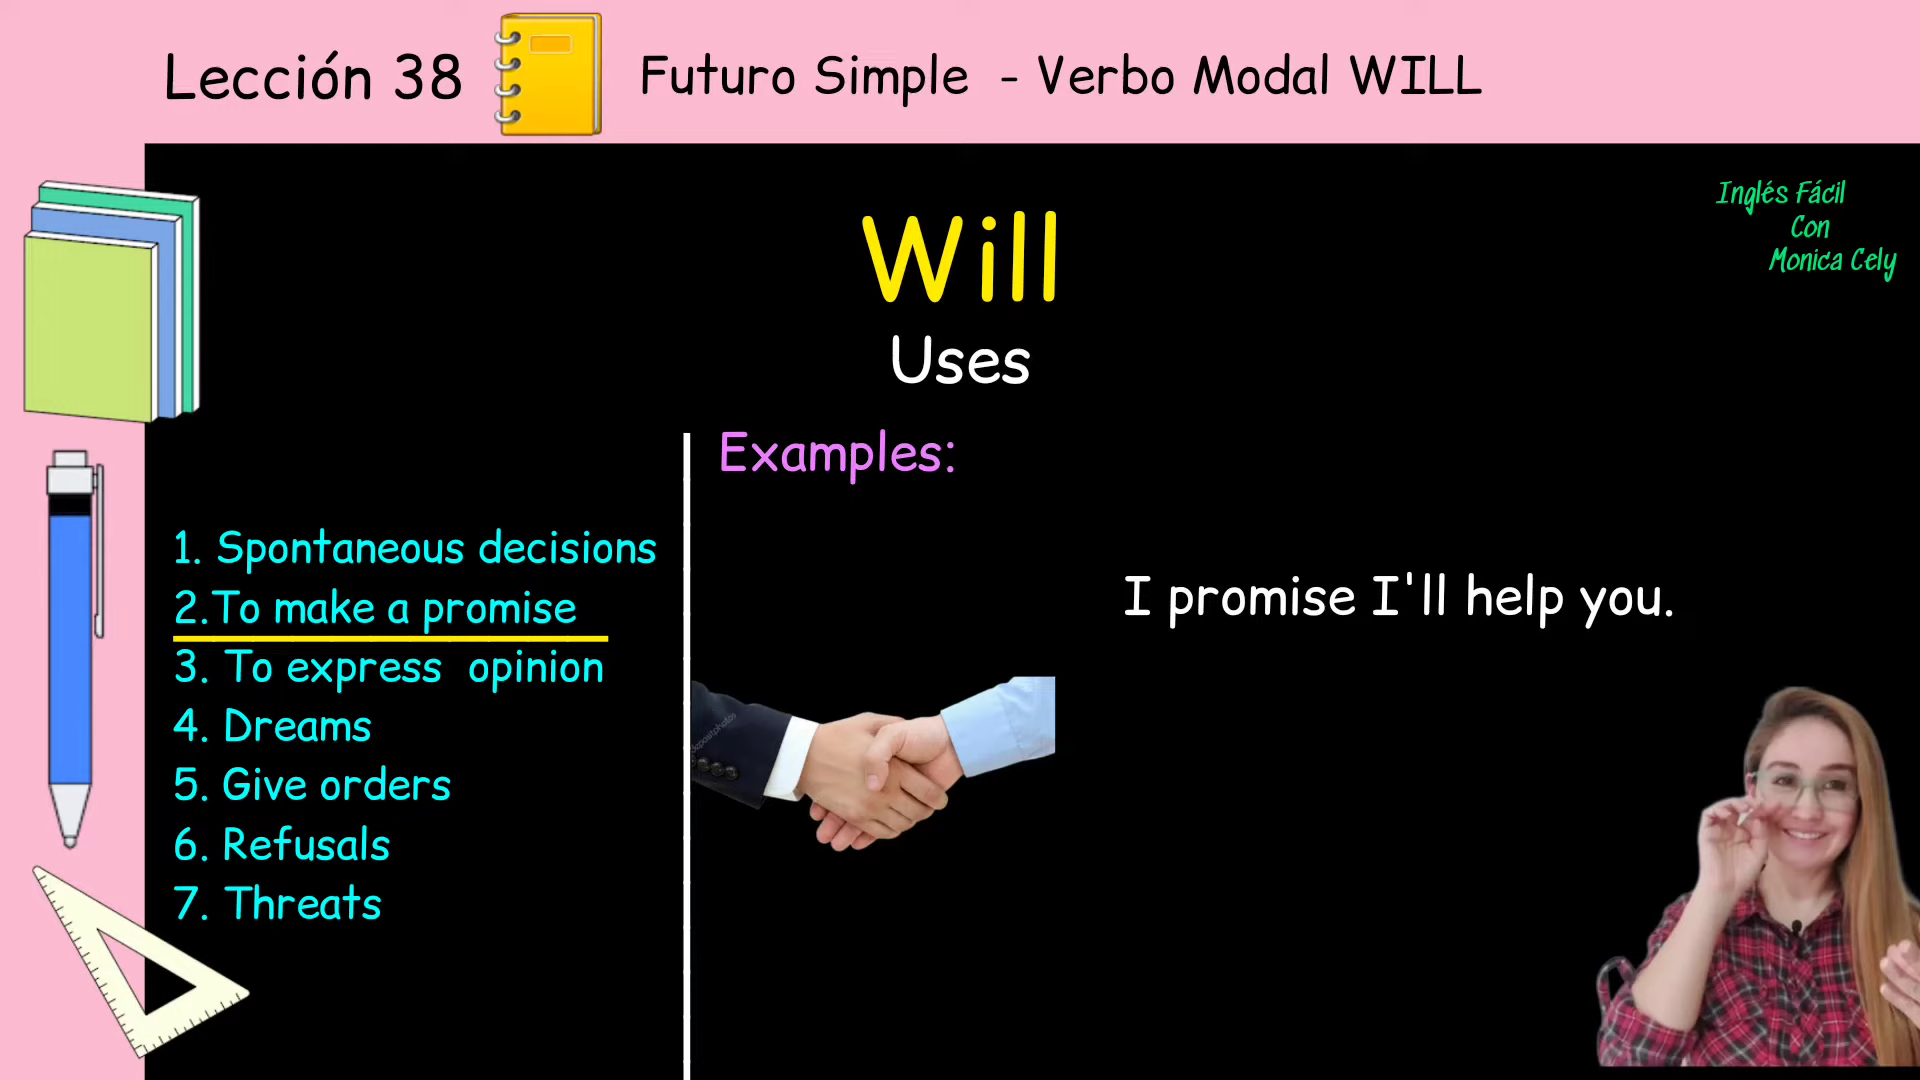 Lección 38
Futuro Simple - Verbo Modal WILL
Inglés Fácil
Con
Monica Cely
Will
Uses
Examples:
1. Spontaneous decisions
2.To make a promise
3. To express opinion
4. Dreams
5. Give orders
6. Refusals
7. Threats
I promise I'll help you.
depositphotos